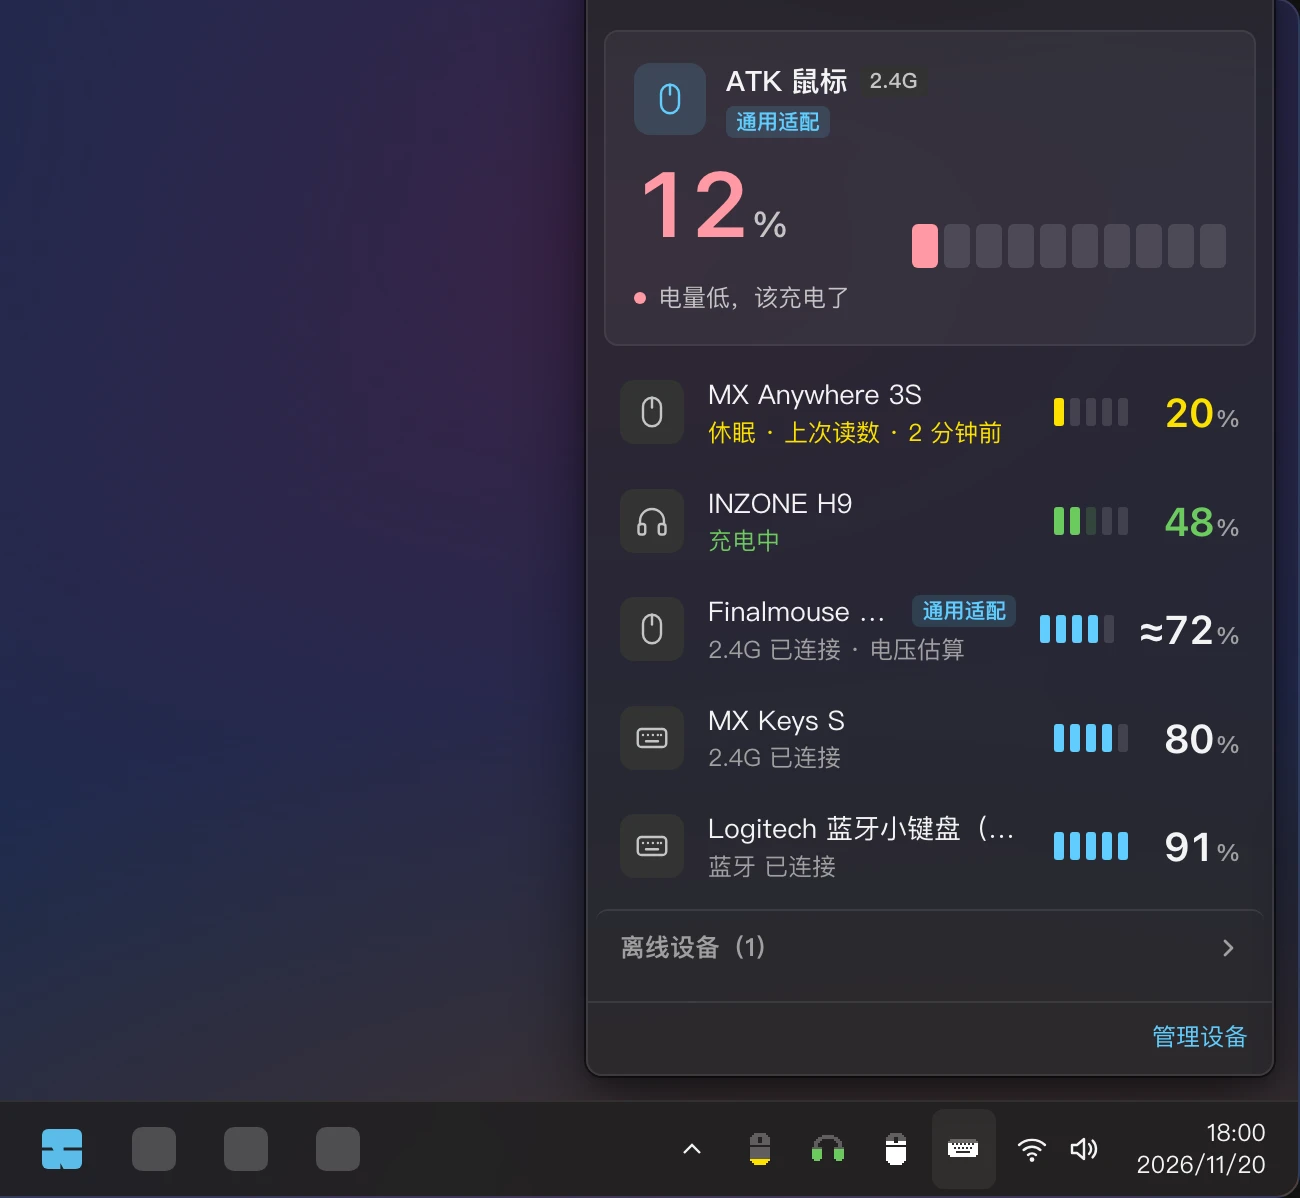 ATK 鼠标 2.4G
通用适配
12%
电量低，该充电了
MX Anywhere 3S
休眠 · 上次读数 · 2 分钟前
20%
INZONE H9
充电中
48%
Finalmouse ... 通用适配
2.4G 已连接 · 电压估算
≈72%
MX Keys S
2.4G 已连接
80%
Logitech 蓝牙小键盘（...
蓝牙 已连接
91%
离线设备（1）
管理设备
18:00
2026/11/20